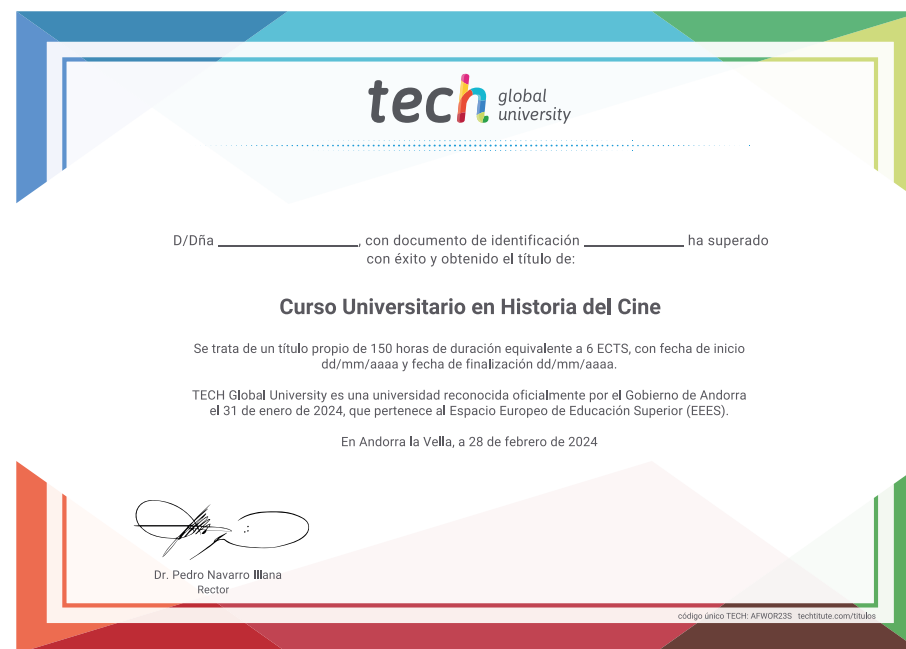 tech global university
D/Dña ____________________, con documento de identificación ______________ ha superado
con éxito y obtenido el título de:
Curso Universitario en Historia del Cine
Se trata de un título propio de 150 horas de duración equivalente a 6 ECTS, con fecha de inicio
dd/mm/aaaa y fecha de finalización dd/mm/aaaa.
TECH Global University es una universidad reconocida oficialmente por el Gobierno de Andorra
el 31 de enero de 2024, que pertenece al Espacio Europeo de Educación Superior (EEES).
En Andorra la Vella, a 28 de febrero de 2024
Dr. Pedro Navarro Illana
Rector
código único TECH: AFWOR23S techtitute.com/titulos